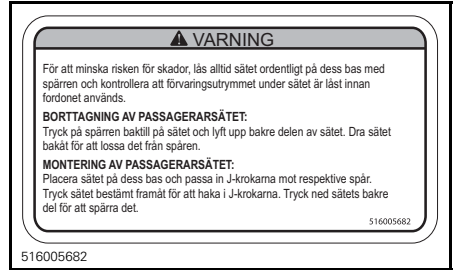 VARNING
För att minska risken för skador, lås alltid sätet ordentligt på dess bas med
spärren och kontrollera att förvaringsutrymmet under sätet är låst innan
fordonet används.
BORTTAGNING AV PASSAGERARSÄTET:
Tryck på spärren baktill på sätet och lyft upp bakre delen av sätet. Dra sätet
bakåt för att lossa det från spåren.
MONTERING AV PASSAGERARSÄTET:
Placera sätet på dess bas och passa in J-krokarna mot respektive spår.
Tryck sätet bestämt framåt för att haka i J-krokarna. Tryck ned sätets bakre
del för att spärra det.
516005682
516005682